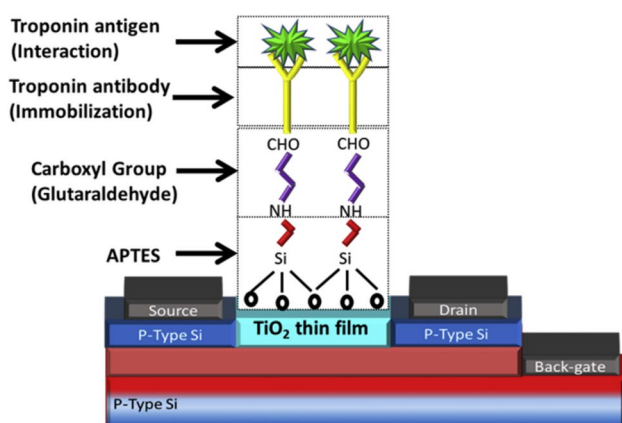 Troponin antigen
(Interaction)
Troponin antibody
(Immobilization)
CHO CHO
Carboxyl Group
(Glutaraldehyde)
NH NH
APTES
Si Si
Source Drain
P-Type Si TiO₂ thin film P-Type Si
Back-gate
P-Type Si